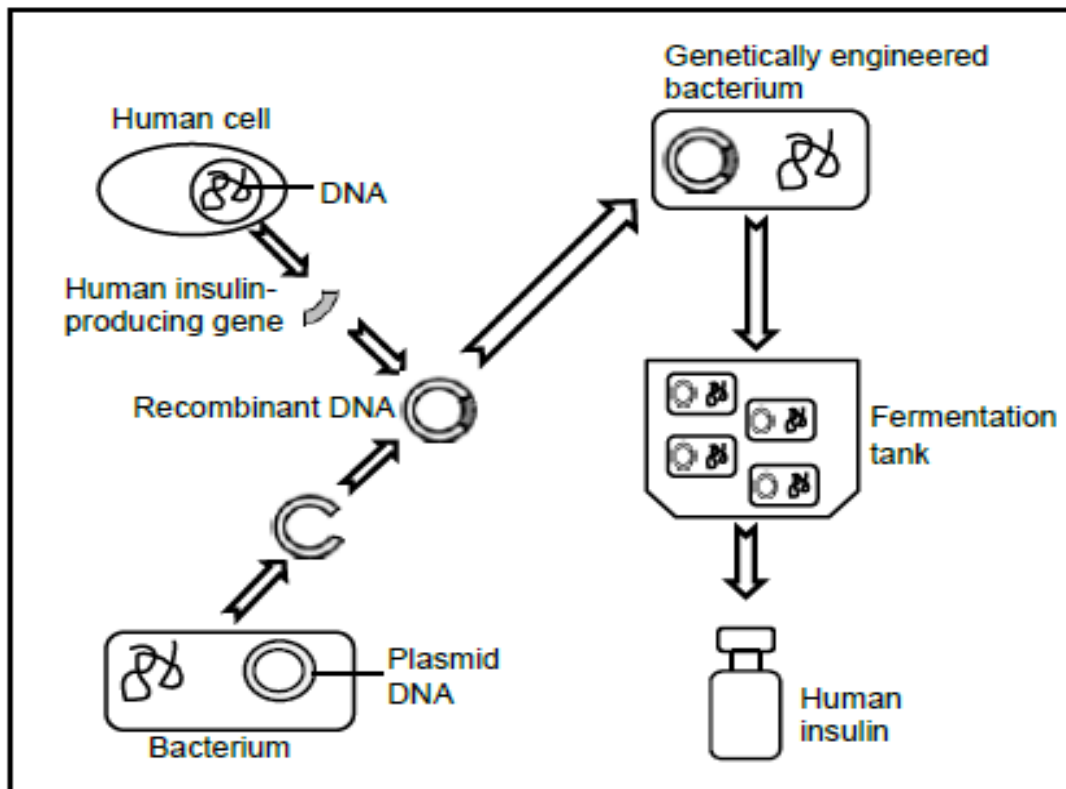 Human cell
DNA
Human insulin-
producing gene
Recombinant DNA
Plasmid
DNA
Bacterium
Genetically engineered
bacterium
Fermentation
tank
Human
insulin